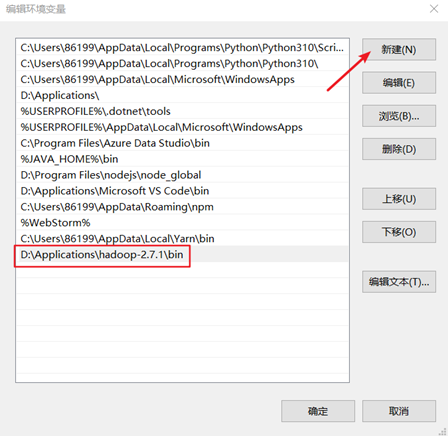 编辑环境变量
C:\Users\86199\AppData\Local\Programs\Python\Python310\Scri...
C:\Users\86199\AppData\Local\Programs\Python\Python310\
C:\Users\86199\AppData\Local\Microsoft\WindowsApps
D:\Applications\
%USERPROFILE%\.dotnet\tools
%USERPROFILE%\AppData\Local\Microsoft\WindowsApps
C:\Program Files\Azure Data Studio\bin
%JAVA_HOME%\bin
D:\Program Files\nodejs\node_global
D:\Applications\Microsoft VS Code\bin
C:\Users\86199\AppData\Roaming\npm
%WebStorm%
C:\Users\86199\AppData\Local\Yarn\bin
D:\Applications\hadoop-2.7.1\bin
新建(N)
编辑(E)
浏览(B)...
删除(D)
上移(U)
下移(O)
编辑文本(T)...
确定
取消